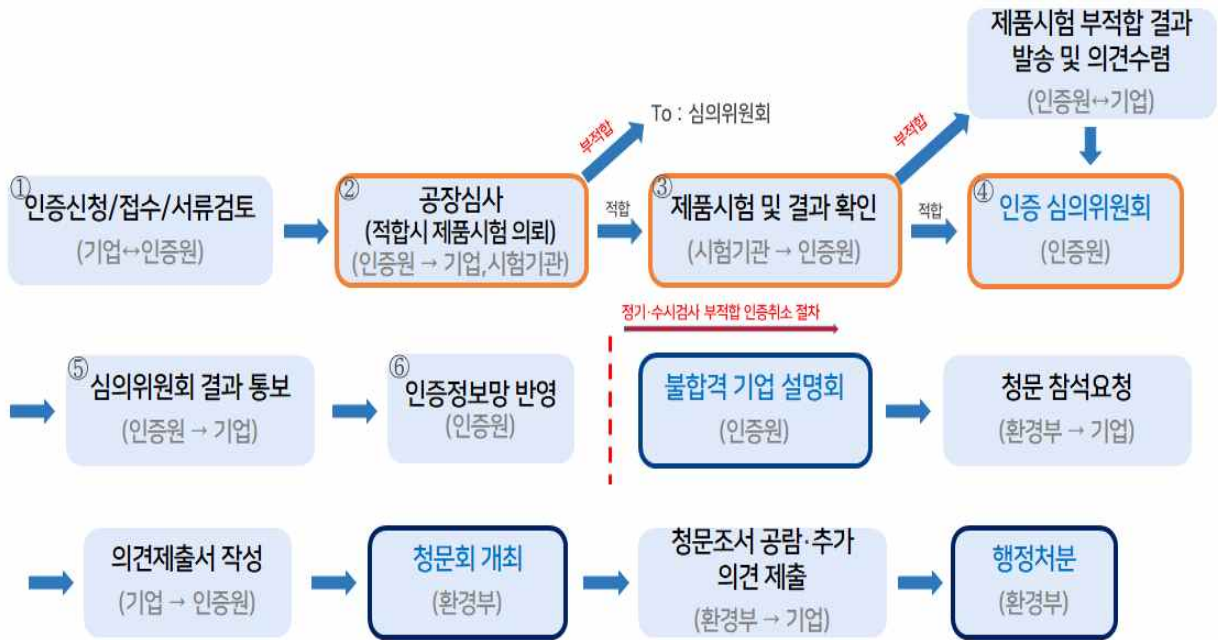 제품시험 부적합 결과
발송 및 의견수렴
(인증원↔기업)
To : 심의위원회
부적합
부적합
①
인증신청/접수/서류검토
(기업↔인증원)
②
공장심사
(적합시 제품시험 의뢰)
(인증원 → 기업,시험기관)
적합
③
제품시험 및 결과 확인
(시험기관 → 인증원)
적합
④
인증 심의위원회
(인증원)
정기·수시검사 부적합 인증취소 절차
⑤
심의위원회 결과 통보
(인증원 → 기업)
⑥
인증정보망 반영
(인증원)
불합격 기업 설명회
(인증원)
청문 참석요청
(환경부 → 기업)
의견제출서 작성
(기업 → 인증원)
청문회 개최
(환경부)
청문조서 공람·추가
의견 제출
(환경부 → 기업)
행정처분
(환경부)